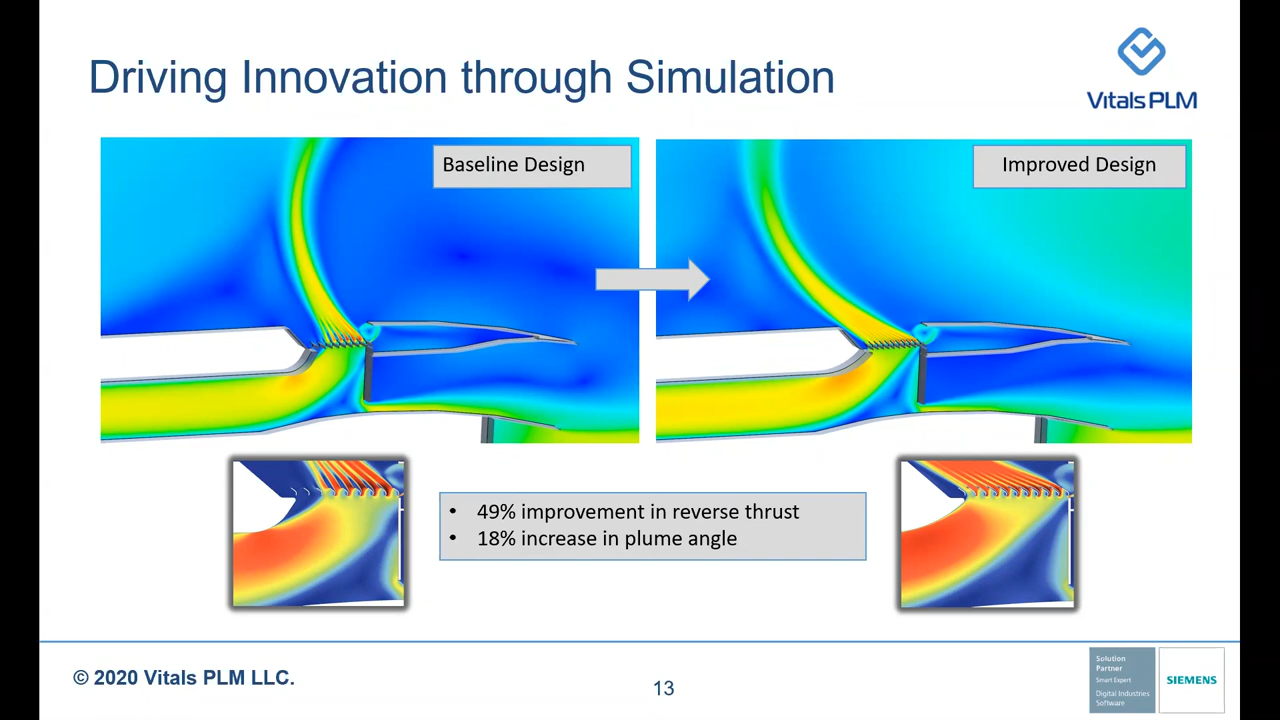 Driving Innovation through Simulation
Vitals PLM
Baseline Design
Improved Design
• 49% improvement in reverse thrust
• 18% increase in plume angle
© 2020 Vitals PLM LLC.
13
Solution
Partner
Smart Expert
Digital Industries
Software
SIEMENS